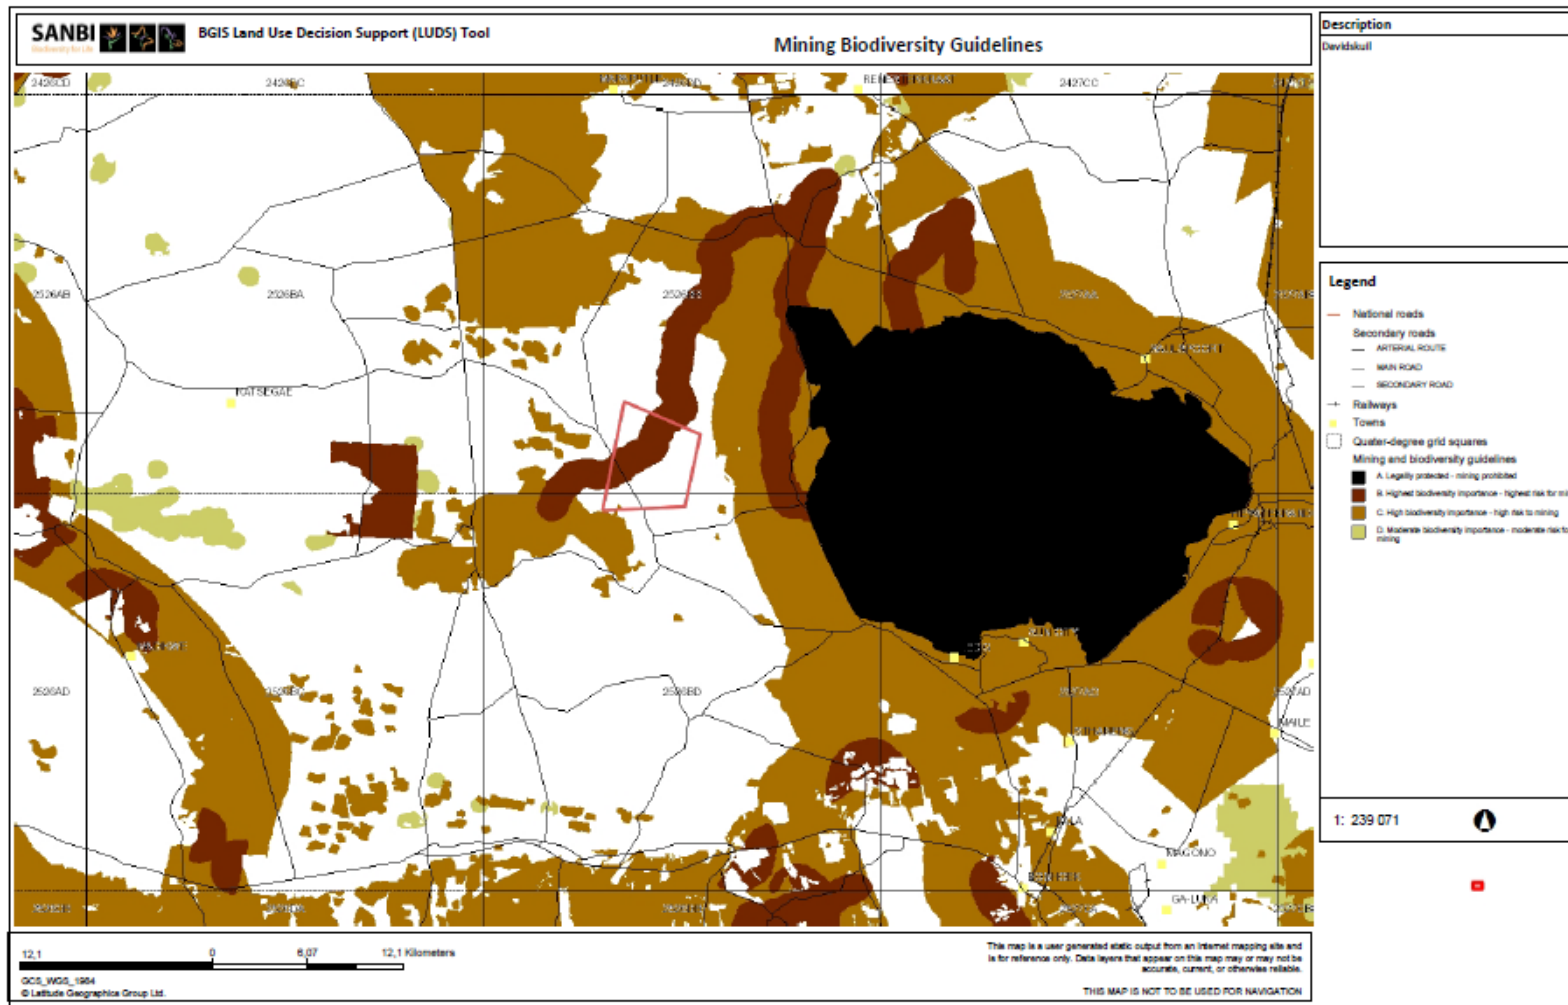 SANBI
Biodiversity for Life
BGIS Land Use Decision Support (LUDS) Tool
Mining Biodiversity Guidelines
Description
Davidskuil
2426CD
2427CC
2526AB
2526BA
KATSEGAE
2526AD
2526BD
MAILE
MAGONO
GA-LUKA
Legend
National roads
Secondary roads
ARTERIAL ROUTE
MAIN ROAD
SECONDARY ROAD
Railways
Towns
Quater-degree grid squares
Mining and biodiversity guidelines
A. Legally protected - mining prohibited
B. Highest biodiversity importance - highest risk for mi
C. High biodiversity importance - high risk to mining
D. Moderate biodiversity importance - moderate risk fo
mining
1: 239 071
12,1 0 6,07 12,1 Kilometers
GCS_WGS_1984
© Latitude Geographics Group Ltd.
This map is a user generated static output from an Internet mapping site and
is for reference only. Data layers that appear on this map may or may not be
accurate, current, or otherwise reliable.
THIS MAP IS NOT TO BE USED FOR NAVIGATION